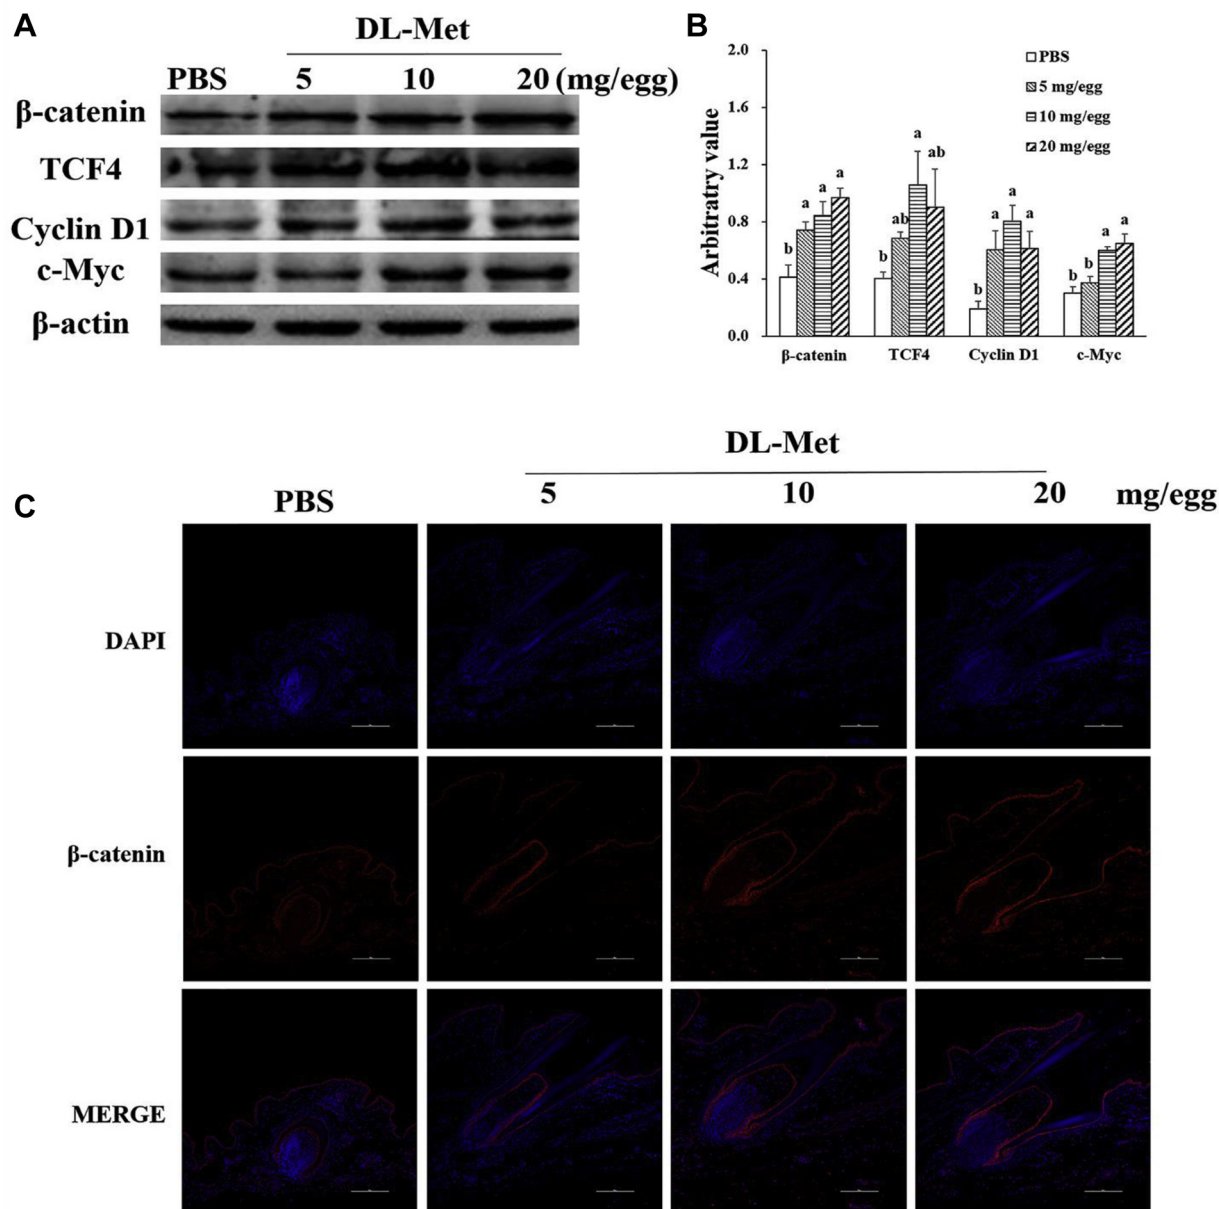 A
DL-Met
PBS 5 10 20 (mg/egg)
β-catenin
TCF4
Cyclin D1
c-Myc
β-actin
B
Arbitratry value
2.0
1.6
1.2
0.8
0.4
0.0
PBS
5 mg/egg
10 mg/egg
20 mg/egg
b a a a
b ab a ab
b a a a
b b a a
β-catenin TCF4 Cyclin D1 c-Myc
C
DL-Met
PBS 5 10 20 mg/egg
DAPI
β-catenin
MERGE